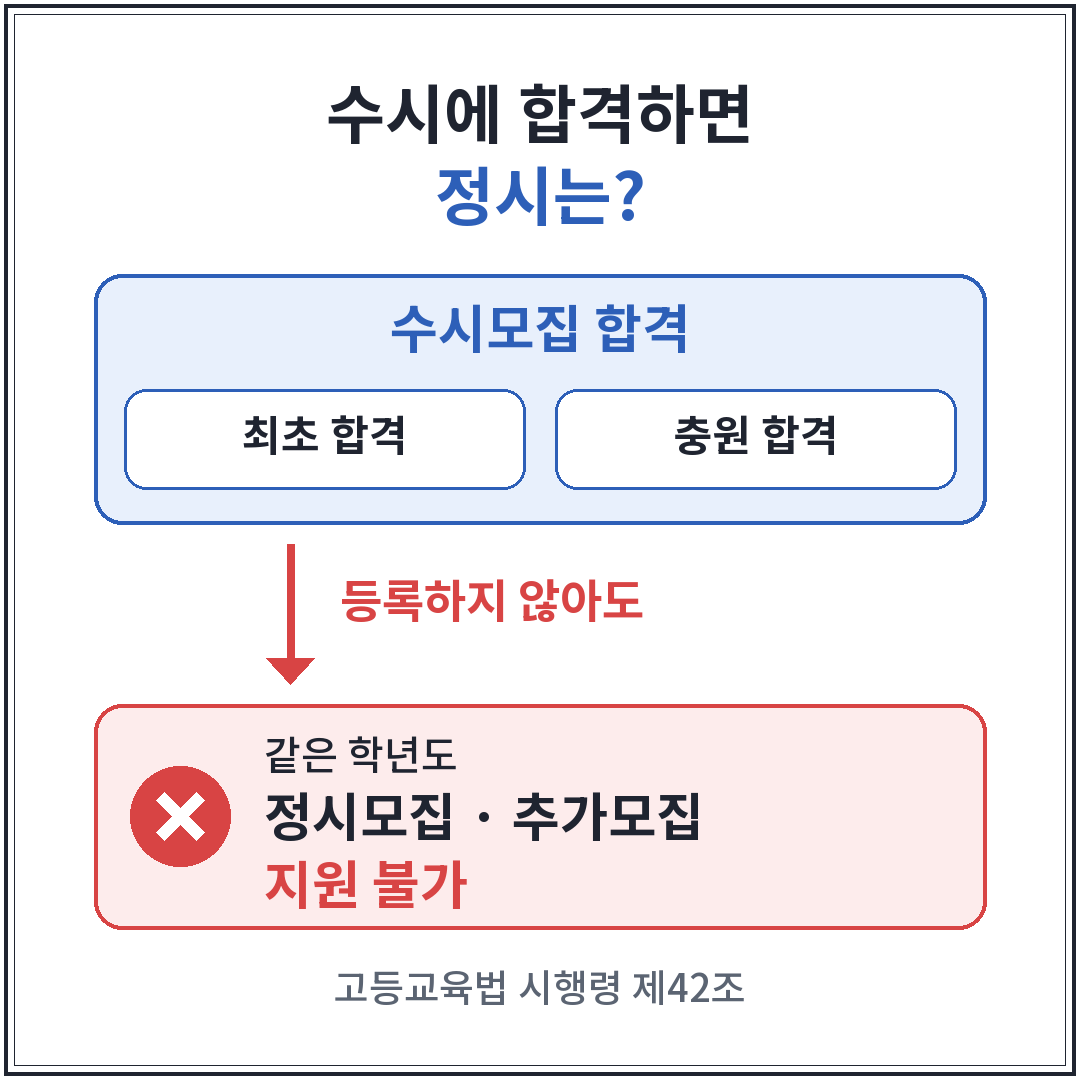 수시에 합격하면
정시는?
수시모집 합격
최초 합격
충원 합격
등록하지 않아도
같은 학년도
정시모집 · 추가모집
지원 불가
고등교육법 시행령 제42조